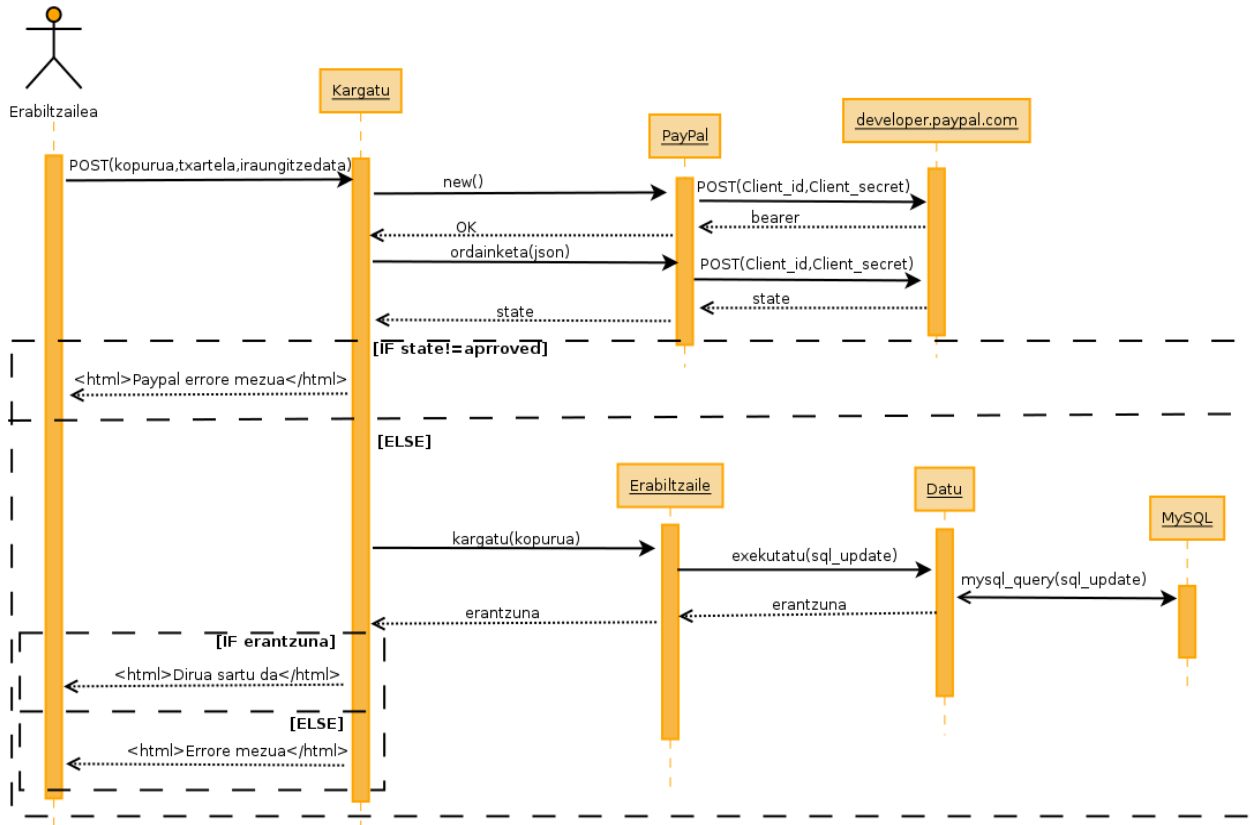 Erabiltzailea
Kargatu
PayPal
developer.paypal.com
POST(kopurua,txartela,iraungitzedata)
new()
POST(Client_id,Client_secret)
bearer
OK
ordainketa(json)
POST(Client_id,Client_secret)
state
state
[IF state!=aprroved]
<html>Paypal errore mezua</html>
[ELSE]
Erabiltzaile
Datu
MySQL
kargatu(kopurua)
exekutatu(sql_update)
mysql_query(sql_update)
erantzuna
erantzuna
[IF erantzuna]
<html>Dirua sartu da</html>
[ELSE]
<html>Errore mezua</html>